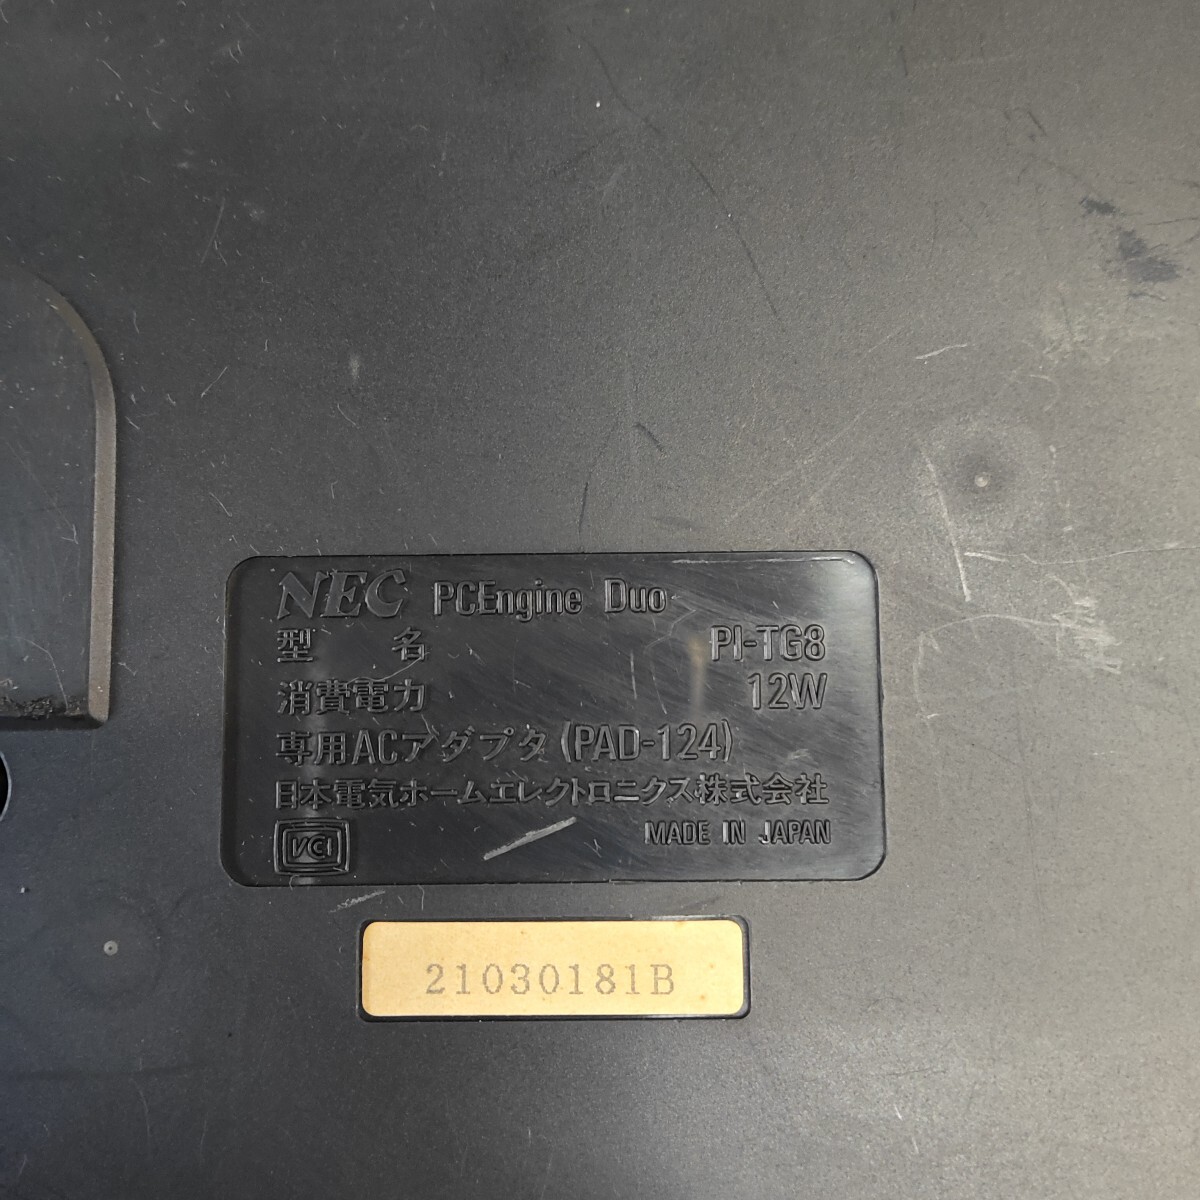 NEC PCEngine Duo
型名 PI-TG8
消費電力 12W
専用ACアダプタ (PAD-124)
日本電気ホームエレクトロニクス株式会社
VCI MADE IN JAPAN
21030181B